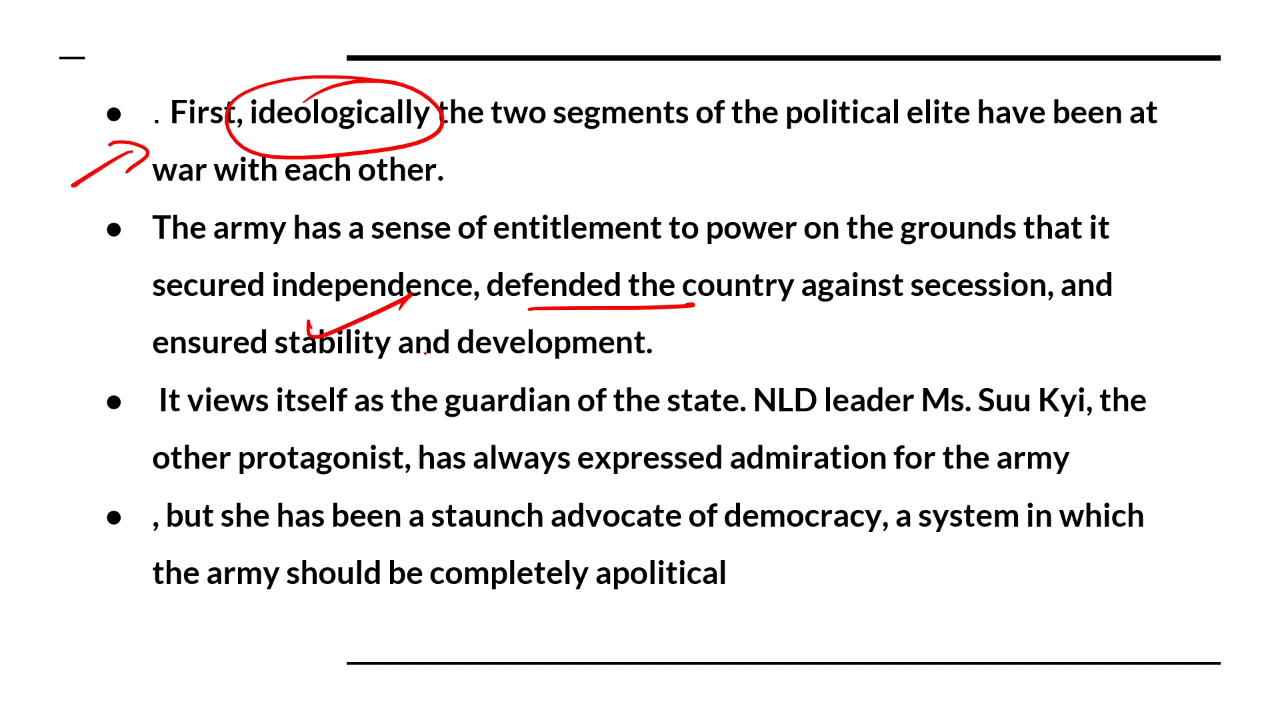 ● . First, ideologically the two segments of the political elite have been at
war with each other.
● The army has a sense of entitlement to power on the grounds that it
secured independence, defended the country against secession, and
ensured stability and development.
● It views itself as the guardian of the state. NLD leader Ms. Suu Kyi, the
other protagonist, has always expressed admiration for the army
● , but she has been a staunch advocate of democracy, a system in which
the army should be completely apolitical